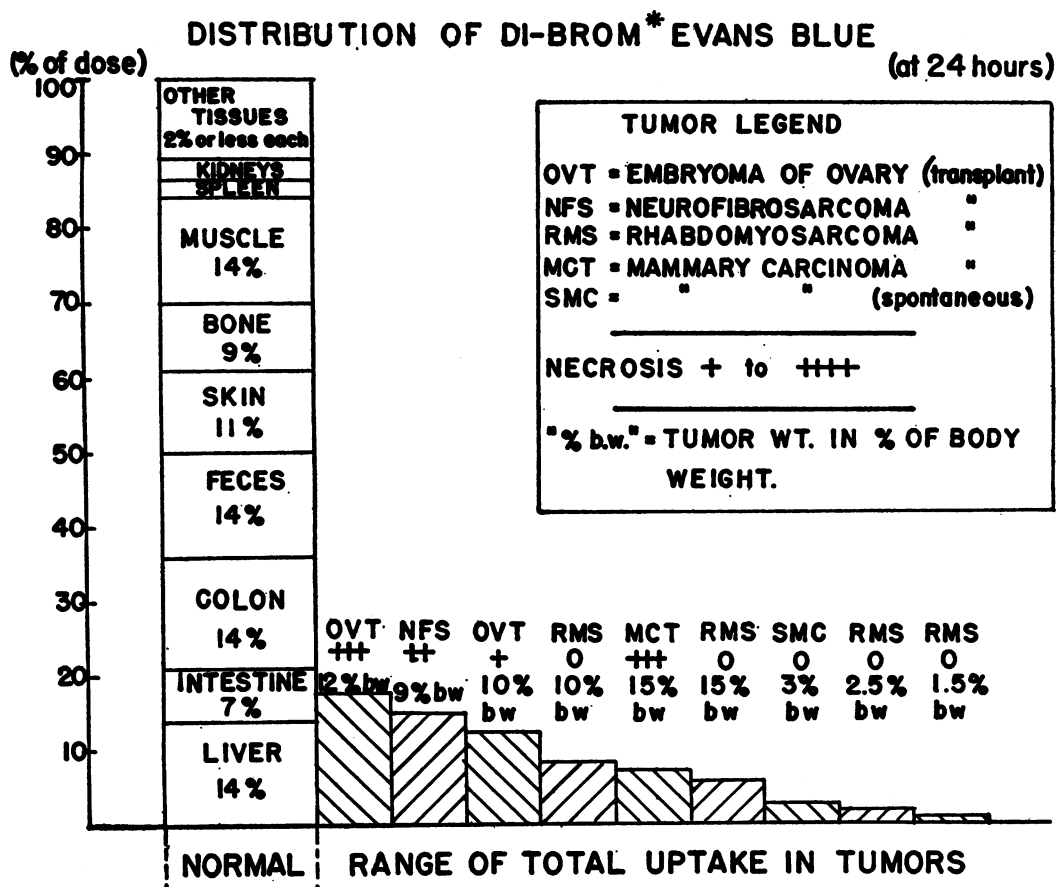 DISTRIBUTION OF DI-BROM* EVANS BLUE
(% of dose)
(at 24 hours)
100
90
80
70
60
50
40
30
20
10
OTHER
TISSUES
2% or less each
KIDNEYS
SPLEEN
MUSCLE
14%
BONE
9%
SKIN
11%
FECES
14%
COLON
14%
INTESTINE
7%
LIVER
14%
TUMOR LEGEND
OVT = EMBRYOMA OF OVARY (transplant)
NFS = NEUROFIBROSARCOMA "
RMS = RHABDOMYOSARCOMA "
MCT = MAMMARY CARCINOMA "
SMC = " " (spontaneous)
NECROSIS + to ++++
"% b.w." = TUMOR WT. IN % OF BODY
WEIGHT.
OVT NFS OVT RMS MCT RMS SMC RMS RMS
+++ ++ + 0 +++ 0 0 0 0
12% bw 9% bw 10% 10% 15% 15% 3% 2.5% 1.5%
bw bw bw bw bw bw bw
NORMAL RANGE OF TOTAL UPTAKE IN TUMORS